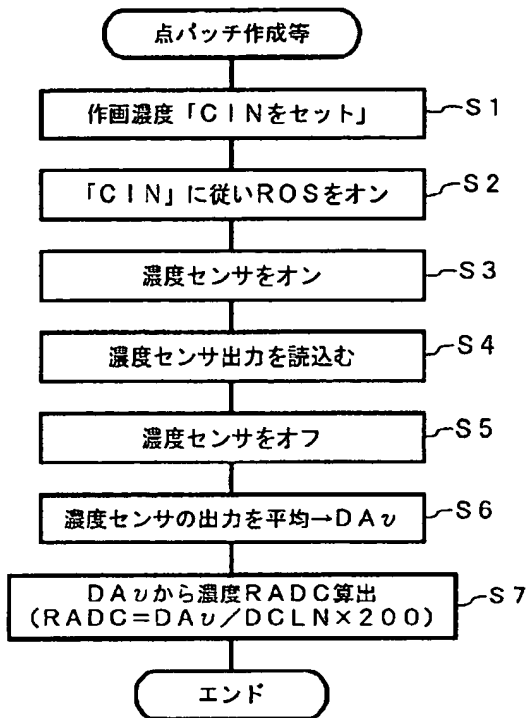 点パッチ作成等
作画濃度「CINをセット」
S1
「CIN」に従いROSをオン
S2
濃度センサをオン
S3
濃度センサ出力を読込む
S4
濃度センサをオフ
S5
濃度センサの出力を平均→DAv
S6
DAvから濃度RADC算出
(RADC=DAv/DCLN×200)
S7
エンド